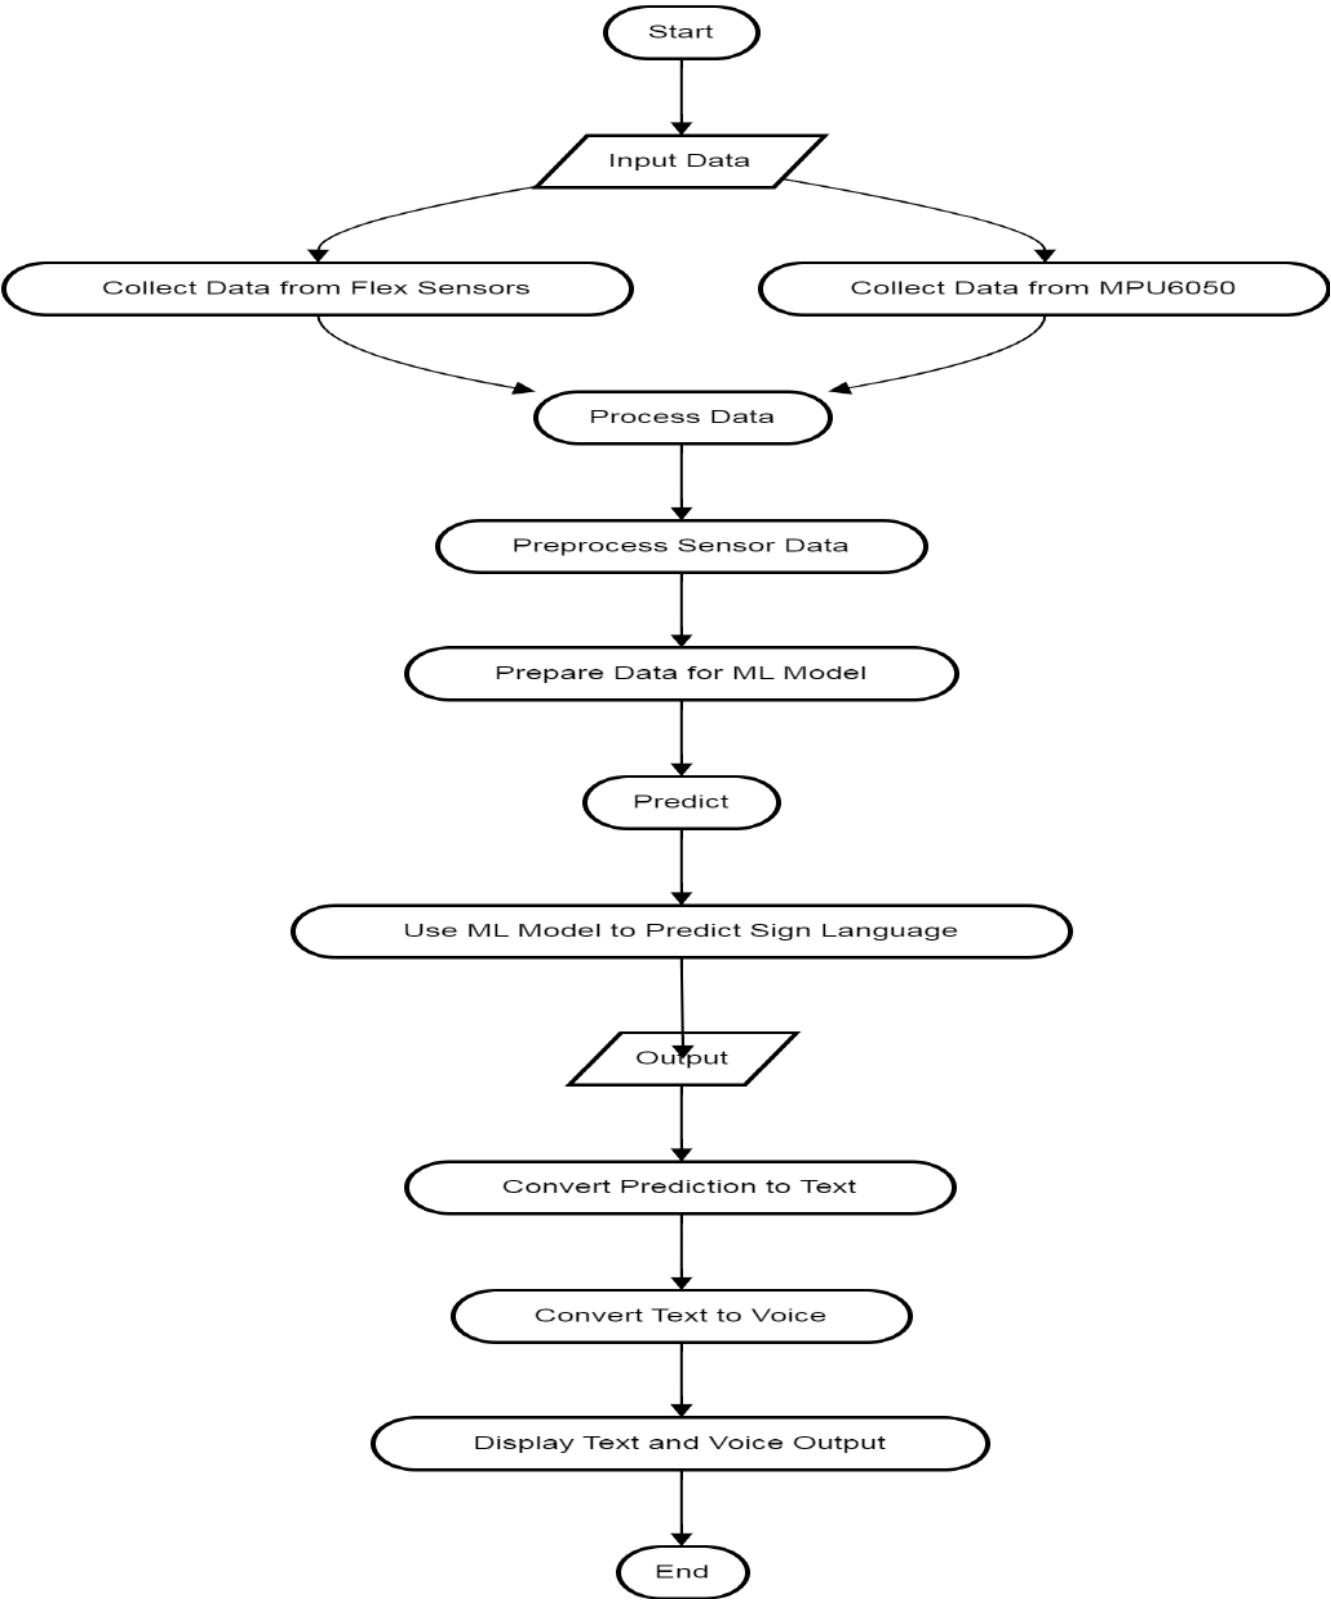 Start
Input Data
Collect Data from Flex Sensors
Collect Data from MPU6050
Process Data
Preprocess Sensor Data
Prepare Data for ML Model
Predict
Use ML Model to Predict Sign Language
Output
Convert Prediction to Text
Convert Text to Voice
Display Text and Voice Output
End